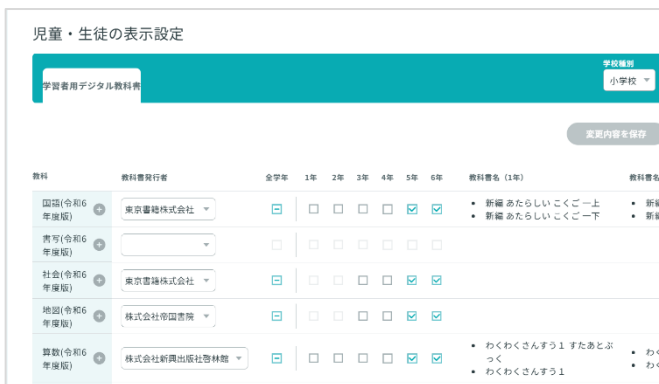 児童・生徒の表示設定
学校種別
学習者用デジタル教科書
小学校
変更内容を保存
教科 教科書発行者 全学年 1年 2年 3年 4年 5年 6年 教科書名（1年） 教科書名
国語(令和6
年度版)
東京書籍株式会社
新編 あたらしい こくご 一上
新編 あたらしい こくご 一下
書写(令和6
年度版)
社会(令和6
年度版)
東京書籍株式会社
地図(令和6
年度版)
株式会社帝国書院
算数(令和6
年度版)
株式会社新興出版社啓林館
わくわくさんすう１ すたあとぶ
っく
わくわくさんすう１